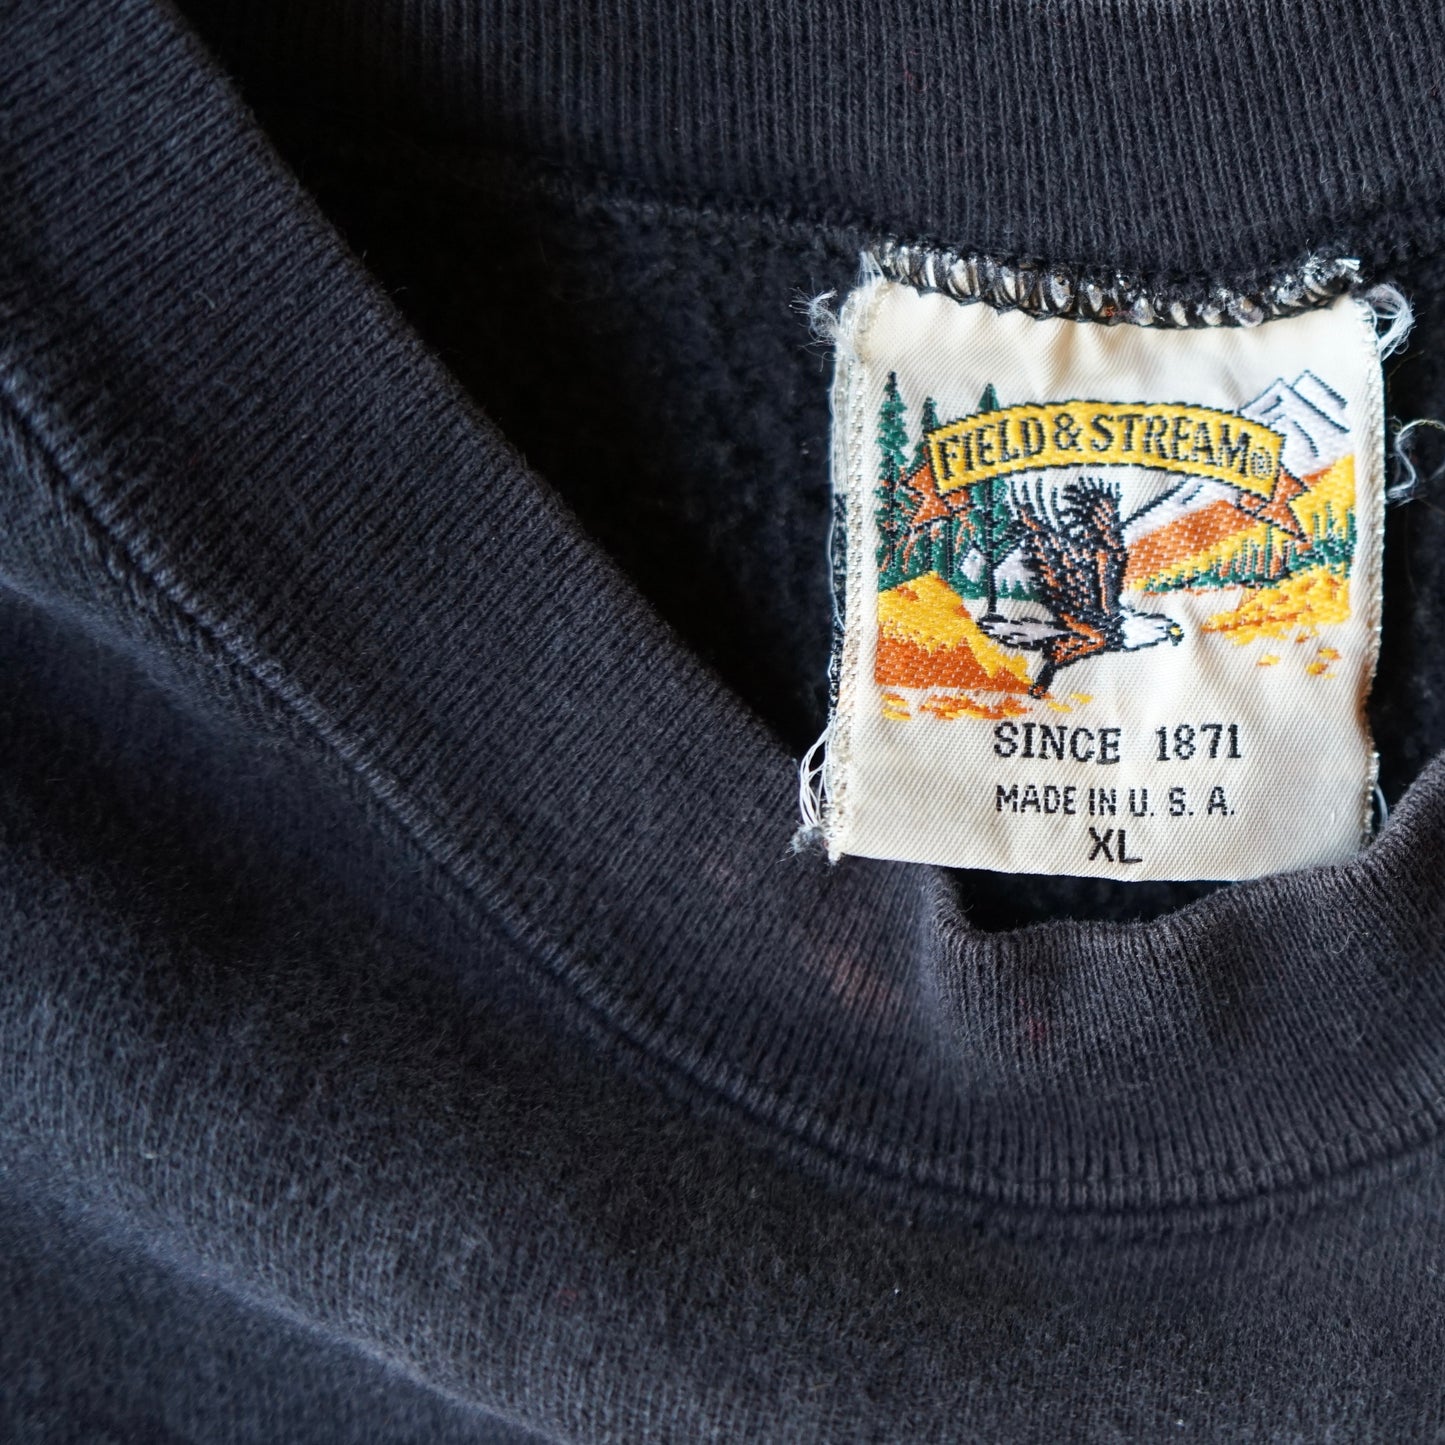 FIELD & STREAM®
SINCE 1871
MADE IN U. S. A.
XL